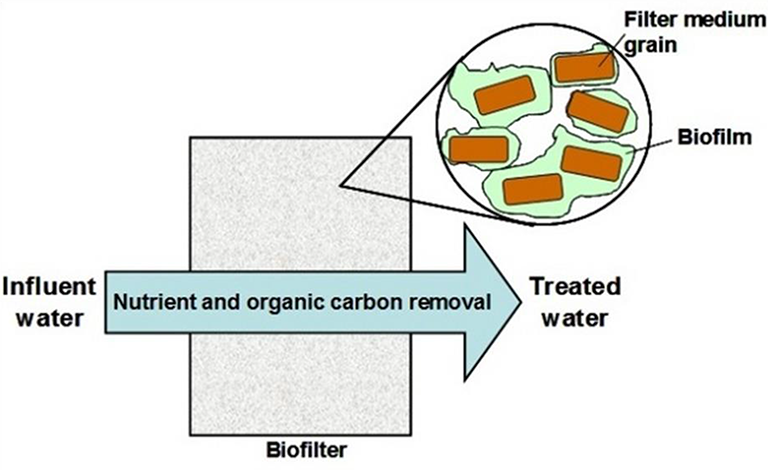 Filter medium
grain
Biofilm
Influent
water
Nutrient and organic carbon removal
Treated
water
Biofilter